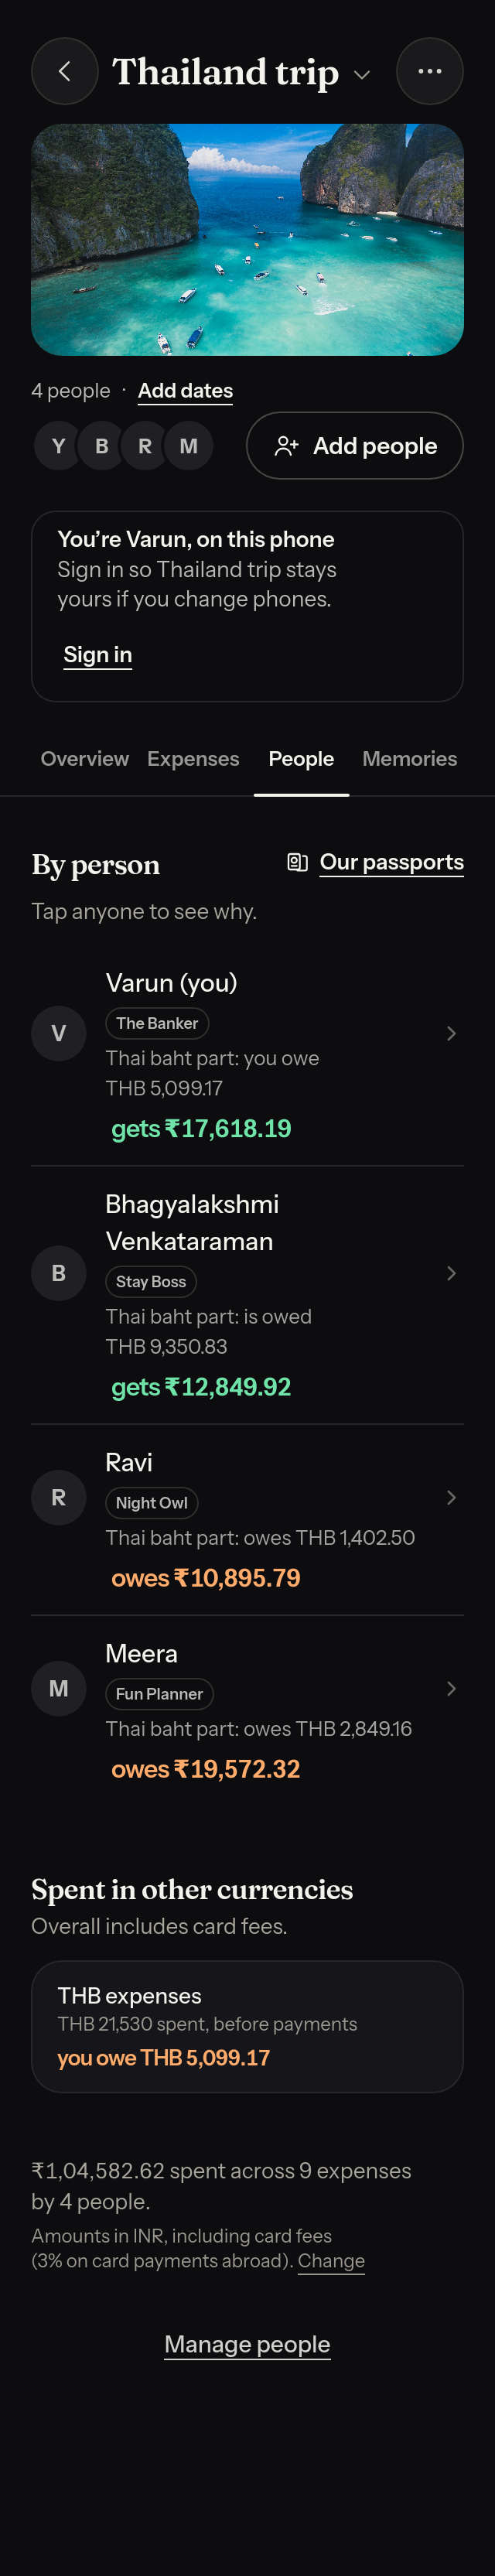 Thailand trip
4 people · Add dates
Y B R M
Add people
You’re Varun, on this phone
Sign in so Thailand trip stays
yours if you change phones.
Sign in
Overview Expenses People Memories
By person
Our passports
Tap anyone to see why.
V
Varun (you)
The Banker
Thai baht part: you owe
THB 5,099.17
gets ₹17,618.19
B
Bhagyalakshmi
Venkataraman
Stay Boss
Thai baht part: is owed
THB 9,350.83
gets ₹12,849.92
R
Ravi
Night Owl
Thai baht part: owes THB 1,402.50
owes ₹10,895.79
M
Meera
Fun Planner
Thai baht part: owes THB 2,849.16
owes ₹19,572.32
Spent in other currencies
Overall includes card fees.
THB expenses
THB 21,530 spent, before payments
you owe THB 5,099.17
₹1,04,582.62 spent across 9 expenses
by 4 people.
Amounts in INR, including card fees
(3% on card payments abroad). Change
Manage people